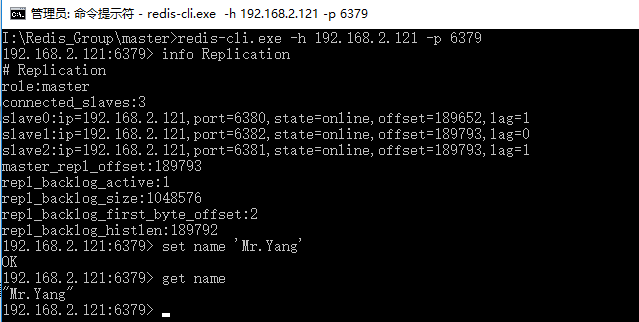 管理员: 命令提示符 - redis-cli.exe -h 192.168.2.121 -p 6379
I:\Redis_Group\master>redis-cli.exe -h 192.168.2.121 -p 6379
192.168.2.121:6379> info Replication
# Replication
role:master
connected_slaves:3
slave0:ip=192.168.2.121,port=6380,state=online,offset=189652,lag=1
slave1:ip=192.168.2.121,port=6382,state=online,offset=189793,lag=0
slave2:ip=192.168.2.121,port=6381,state=online,offset=189793,lag=1
master_repl_offset:189793
repl_backlog_active:1
repl_backlog_size:1048576
repl_backlog_first_byte_offset:2
repl_backlog_histlen:189792
192.168.2.121:6379> set name 'Mr.Yang'
OK
192.168.2.121:6379> get name
"Mr.Yang"
192.168.2.121:6379>